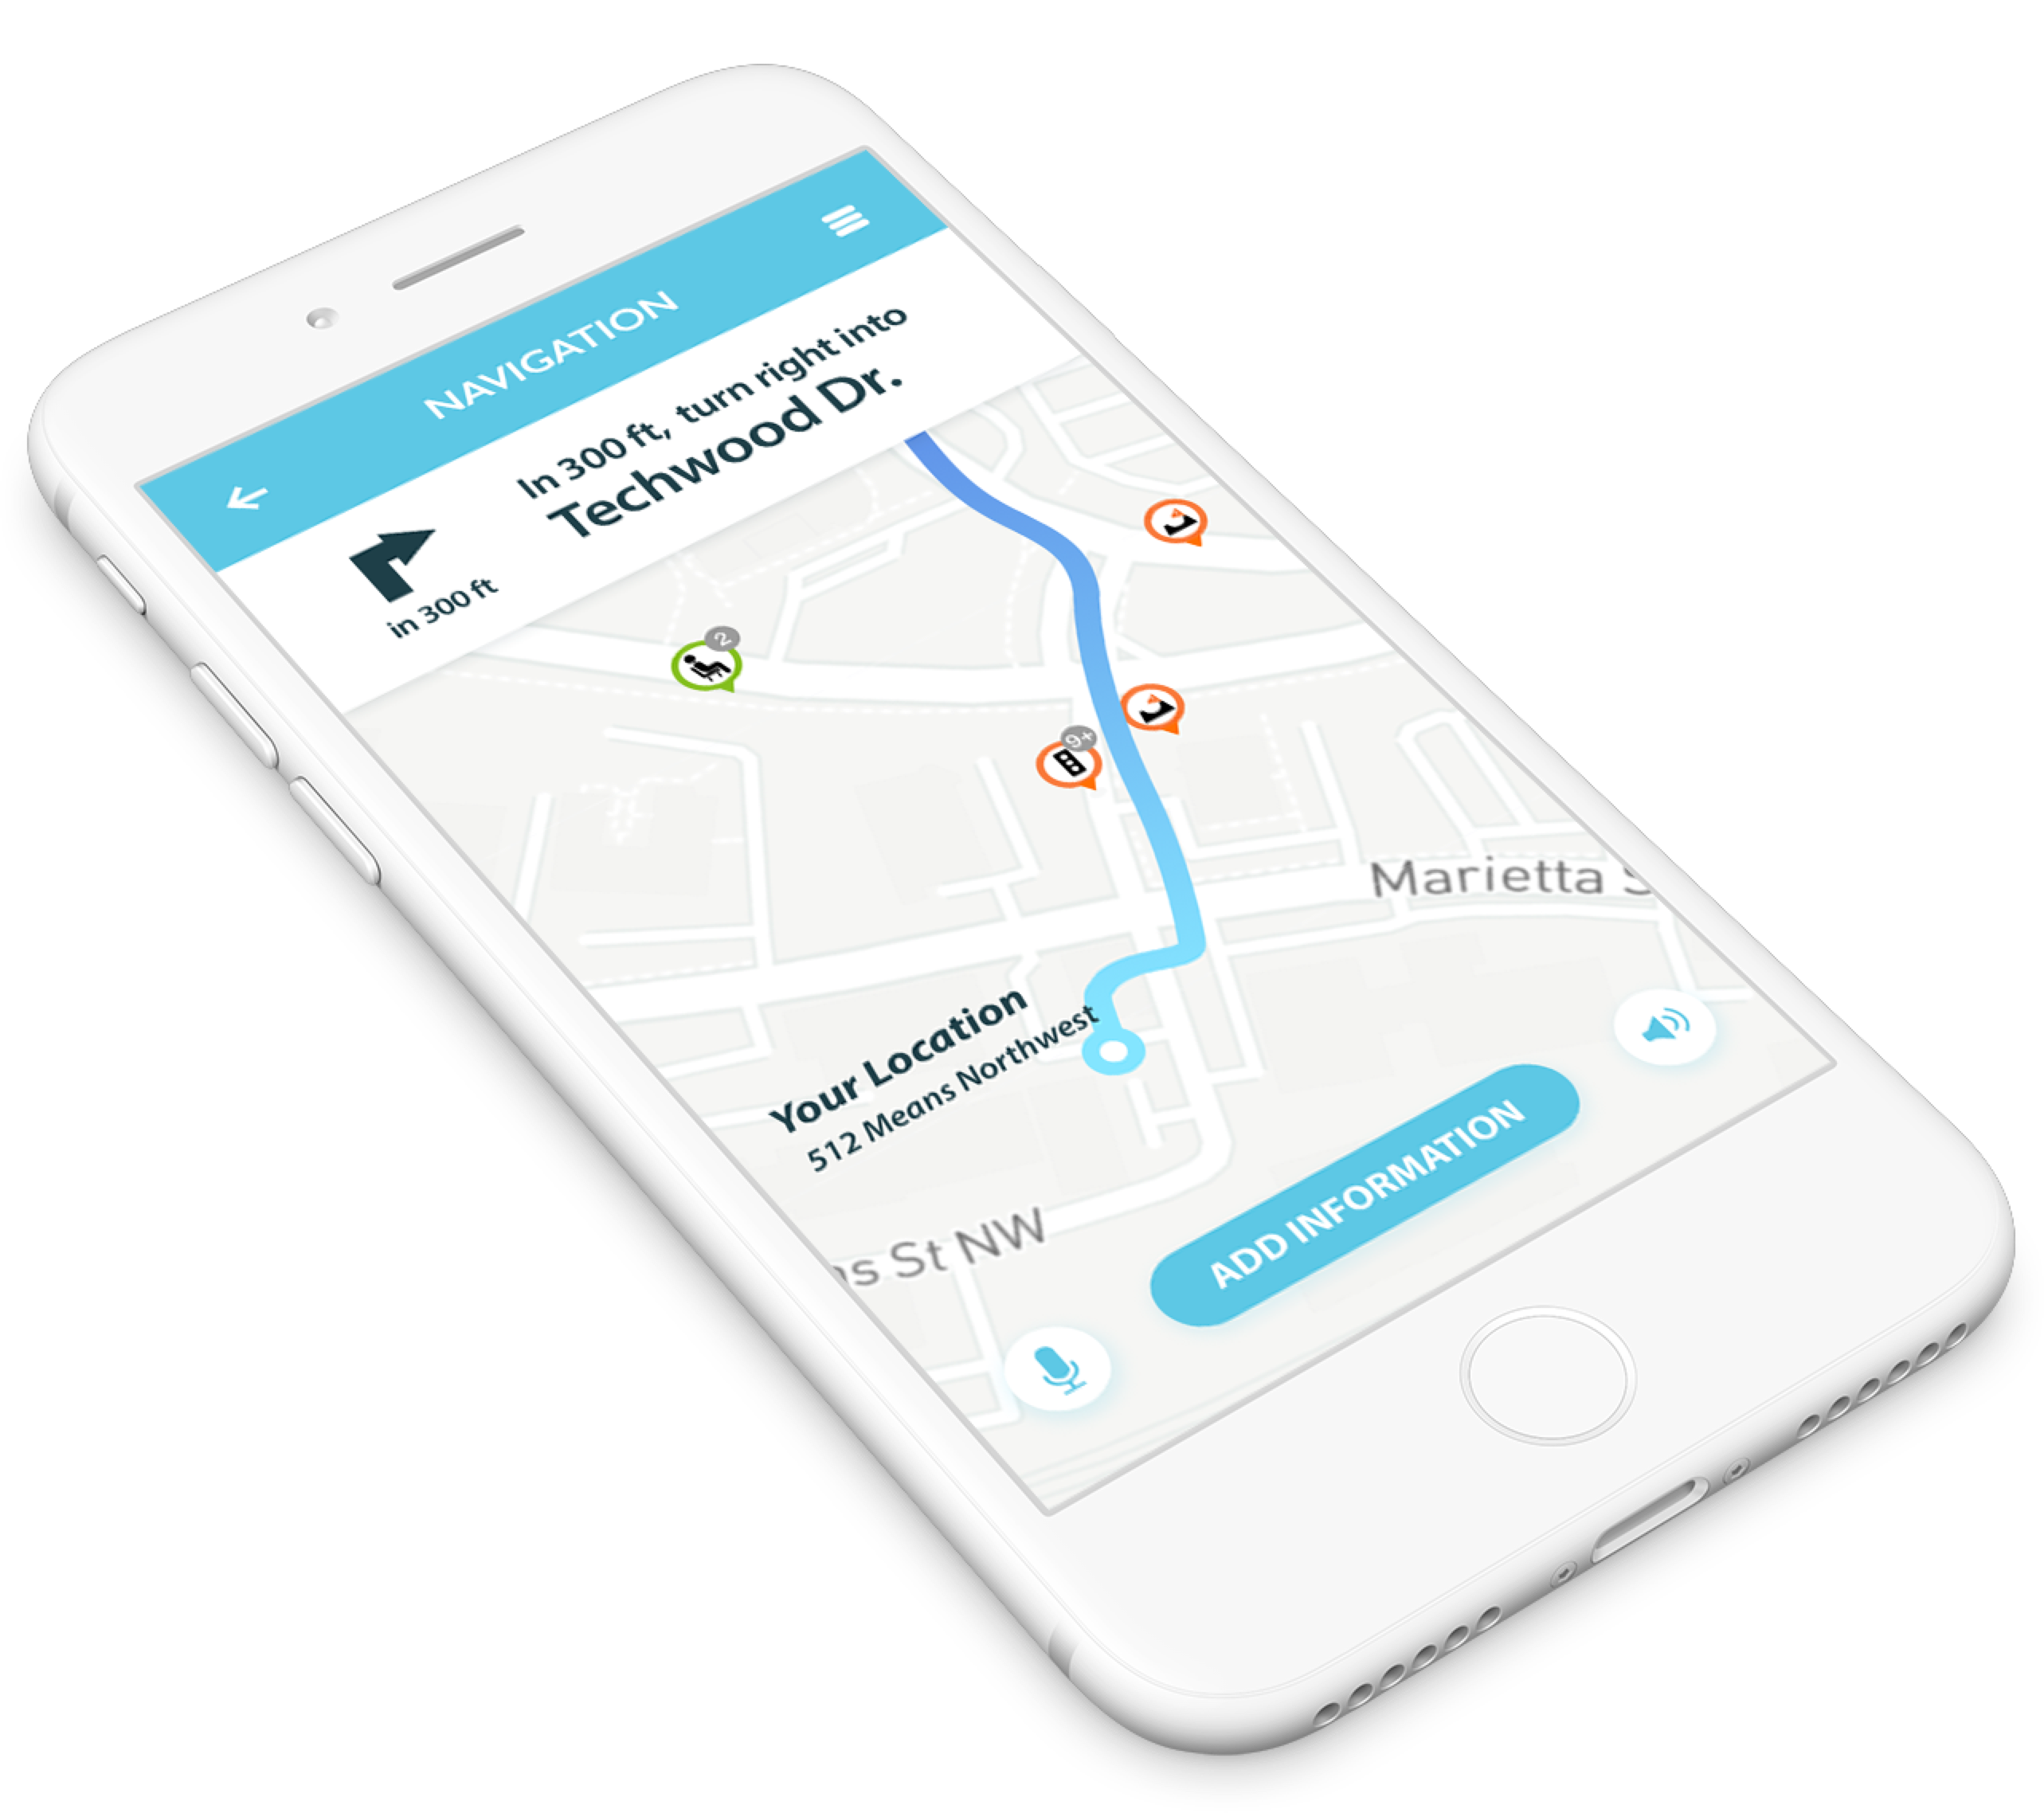 NAVIGATION
In 300 ft, turn right into
Techwood Dr.
in 300 ft
2
9+
Marietta S
Your Location
512 Means Northwest
ns St NW
ADD INFORMATION